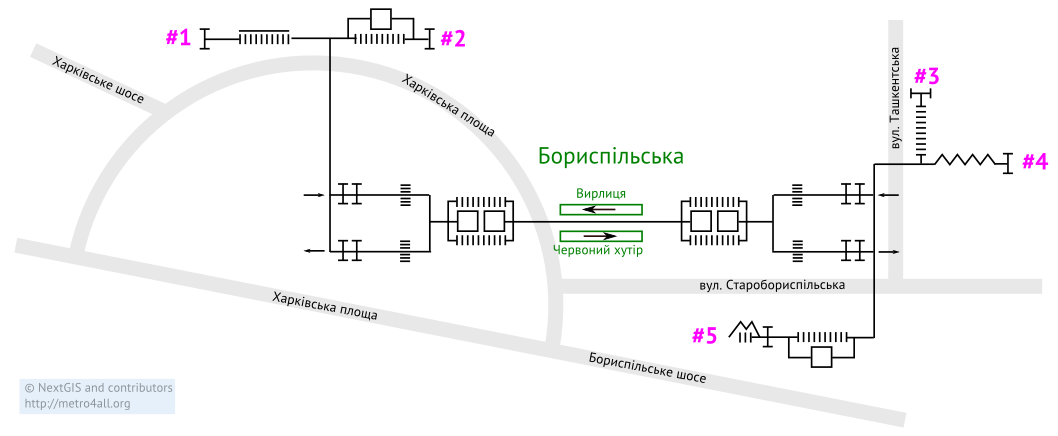 #1
#2
Харківське шосе
Харківська площа
вул. Ташкентська
#3
#4
Бориспільська
Вирлиця
Червоний хутір
вул. Старобориспільська
Харківська площа
#5
Бориспільське шосе
© NextGIS and contributors
http://metro4all.org